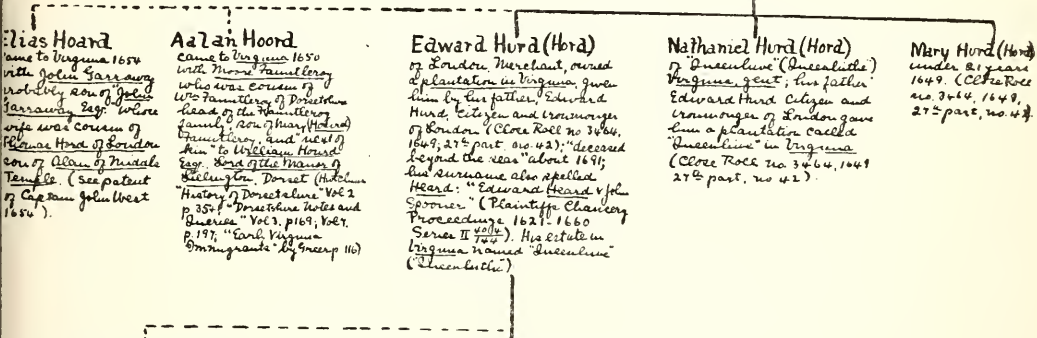 Elias Hoard
came to Virginia 1654
with John Garraway
probably son of "John
Garraway Esqr. whose
wife was cousin of
Thomas Hord of London
son of Alan of Middle
Temple. (See patent
of Captain John West
1654).
Aalan Hoord
came to Virginia 1650
with Moore Fauntleroy
who was cousin of
Wm Fauntleroy of Dorsetshire
head of the Fauntleroy
family, son of Mary (Hourd)
Fauntleroy, and "next of
kin" to William Hourd
Esqr. Lord of the Manor of
Dorset (Hutchins
"History of Dorsetshire" Vol 2
p. 354; "Dorsetshire Notes and
Queries" Vol 3, p169; Vol 4,
p. 197; "Early Virginia
Immigrants" by Greer p 116)
Edward Hurd (Hord)
of London, Merchant, owned
a plantation in Virginia given
him by his father, Edward
Hurd, Citizen and Ironmonger
of London (Close Roll no 3464,
1649; 27th part, no. 42); "deceased
beyond the seas" about 1691;
his surname also spelled
Heard: "Edward Heard v John
Spooner" (Plaintiffs Chancery
Proceedings 1621-1660
Series II 144). His estate in
Virginia named "Queenhive"
("Queenhithe")
Nathaniel Hurd (Hord)
of "Queenhive" (Queenhithe)
Virginia, gent; his father
Edward Hurd Citizen and
Ironmonger of London gave
him a plantation called
"Queenhive" in Virginia
(Close Rock no. 3464, 1649
27th part, no 42).
Mary Hurd (Hord)
under 21 years
1649. (Close Roll
no. 3464, 1649,
27th part, no. 42.